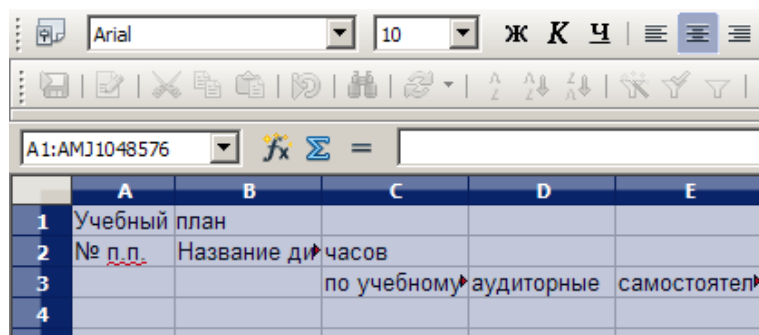 Arial 10 Ж К Ч
A1:AMJ1048576 =
A B C D E
1 Учебный план
2 № п.п. Название ди часов
3 по учебному аудиторные самостоятел
4